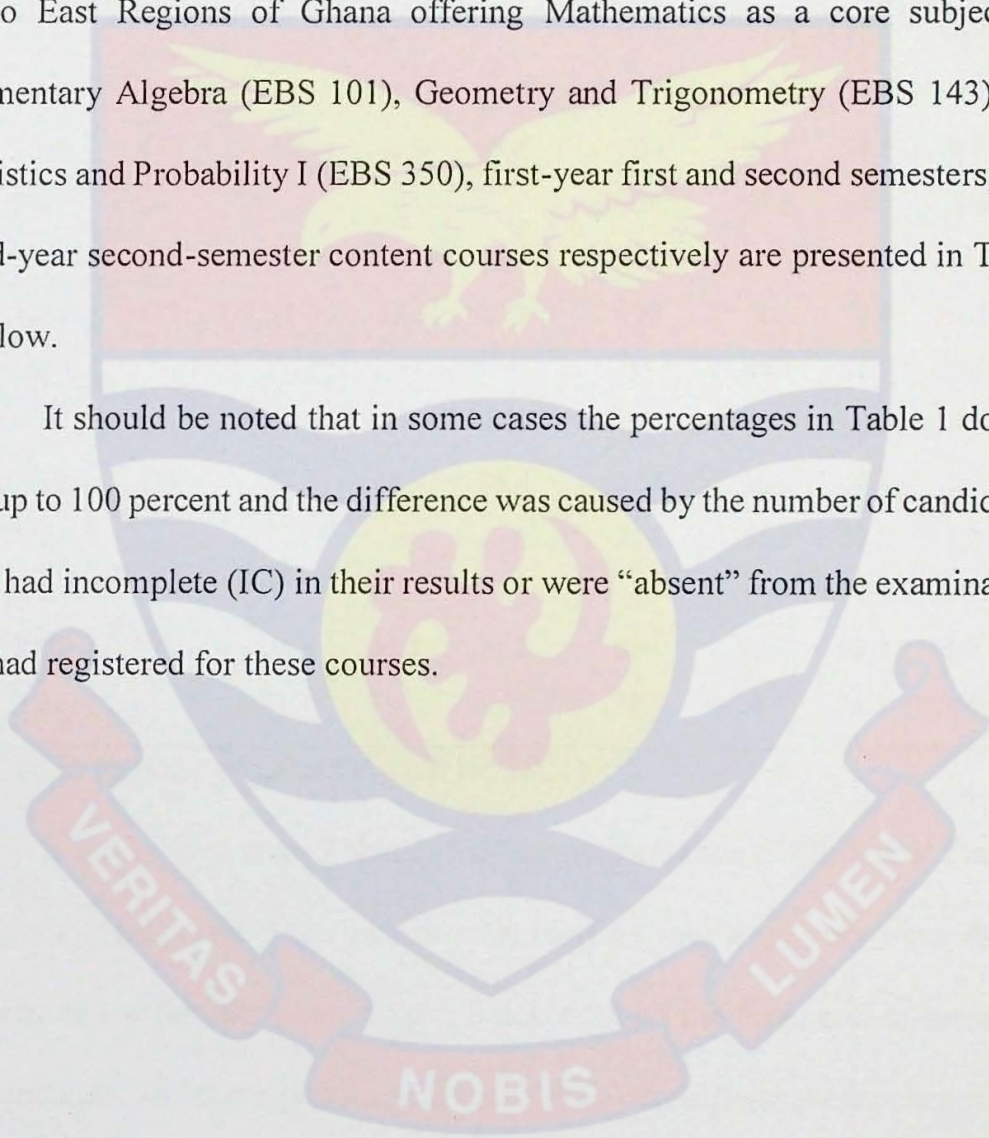 o East Regions of Ghana offering Mathematics as a core subjec
mentary Algebra (EBS 101), Geometry and Trigonometry (EBS 143)
istics and Probability I (EBS 350), first-year first and second semesters
d-year second-semester content courses respectively are presented in T
low.
It should be noted that in some cases the percentages in Table 1 do
up to 100 percent and the difference was caused by the number of candid
had incomplete (IC) in their results or were “absent” from the examina
had registered for these courses.
VERITAS
NOBIS
LUMEN